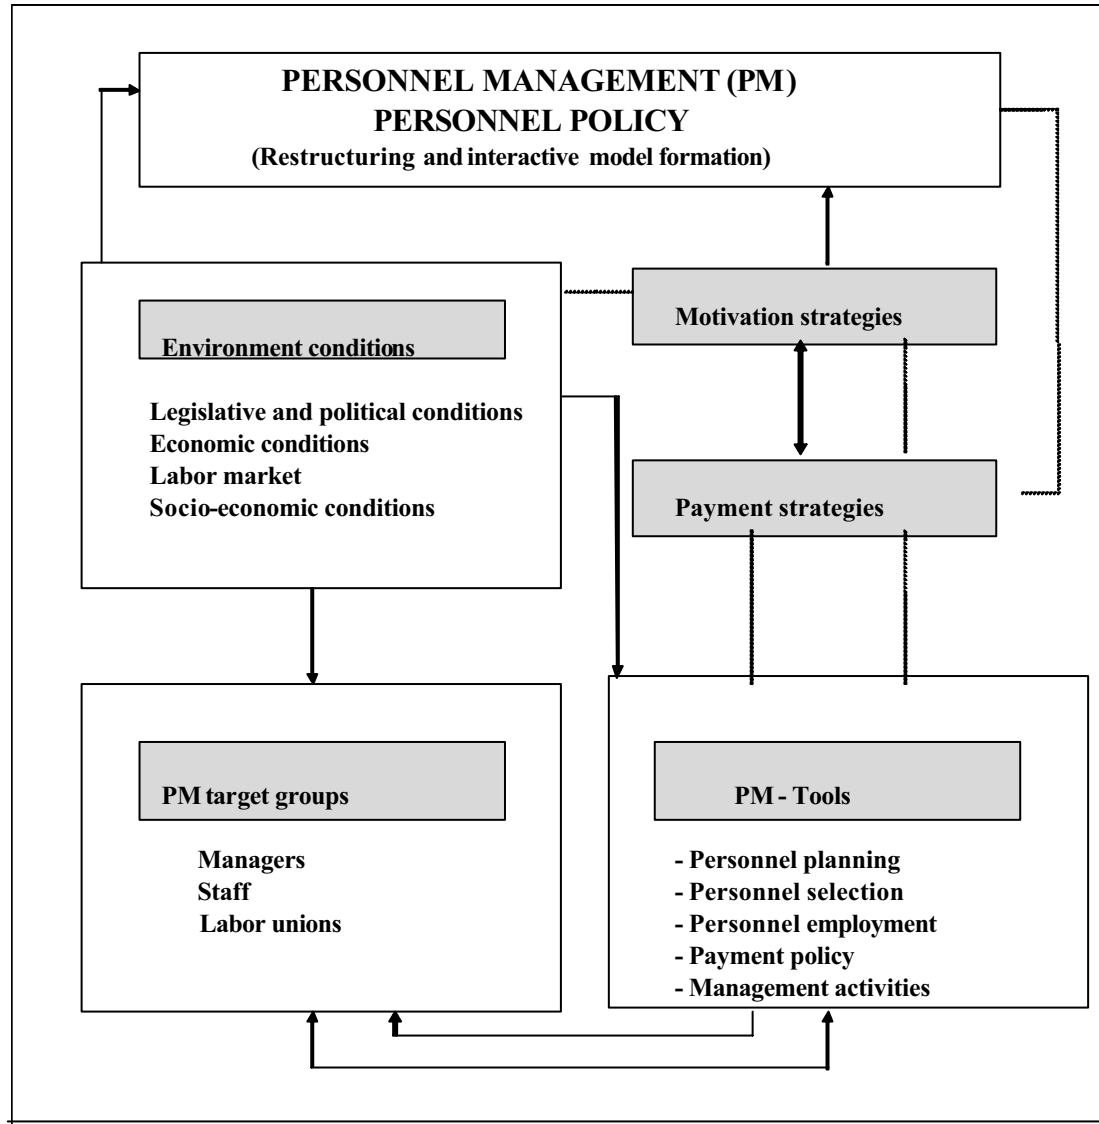 PERSONNEL MANAGEMENT (PM)
PERSONNEL POLICY
(Restructuring and interactive model formation)
Environment conditions
Legislative and political conditions
Economic conditions
Labor market
Socio-economic conditions
Motivation strategies
Payment strategies
PM target groups
Managers
Staff
Labor unions
PM - Tools
- Personnel planning
- Personnel selection
- Personnel employment
- Payment policy
- Management activities